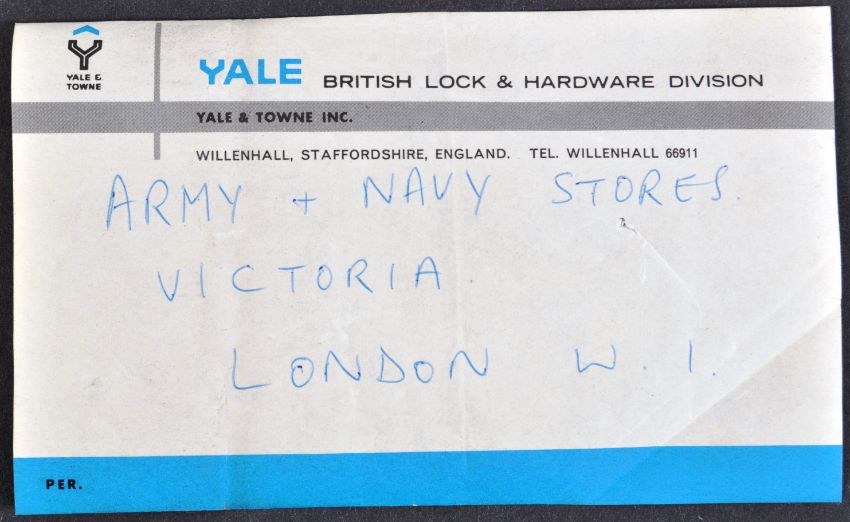 YALE &
TOWNE
YALE BRITISH LOCK & HARDWARE DIVISION
YALE & TOWNE INC.
WILLENHALL, STAFFORDSHIRE, ENGLAND. TEL. WILLENHALL 66911
ARMY + NAVY STORES.
VICTORIA
LONDON W.1.
PER.